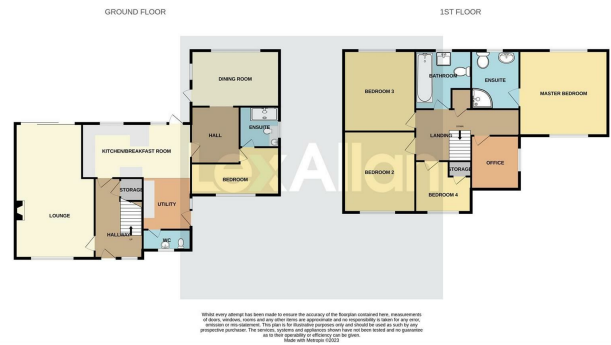 GROUND FLOOR
1ST FLOOR
DINING ROOM
HALL
ENSUITE
KITCHEN/BREAKFAST ROOM
BEDROOM
STORAGE
UTILITY
LOUNGE
HALLWAY
WC
BEDROOM 3
BATHROOM
ENSUITE
MASTER BEDROOM
LANDING
OFFICE
BEDROOM 2
STORAGE
BEDROOM 4
LexAllan
Whilst every attempt has been made to ensure the accuracy of the floorplan contained here, measurements
of doors, windows, rooms and any other items are approximate and no responsibility is taken for any error,
omission or mis-statement. This plan is for illustrative purposes only and should be used as such by any
prospective purchaser. The services, systems and appliances shown have not been tested and no guarantee
as to their operability or efficiency can be given.
Made with Metropix ©2023